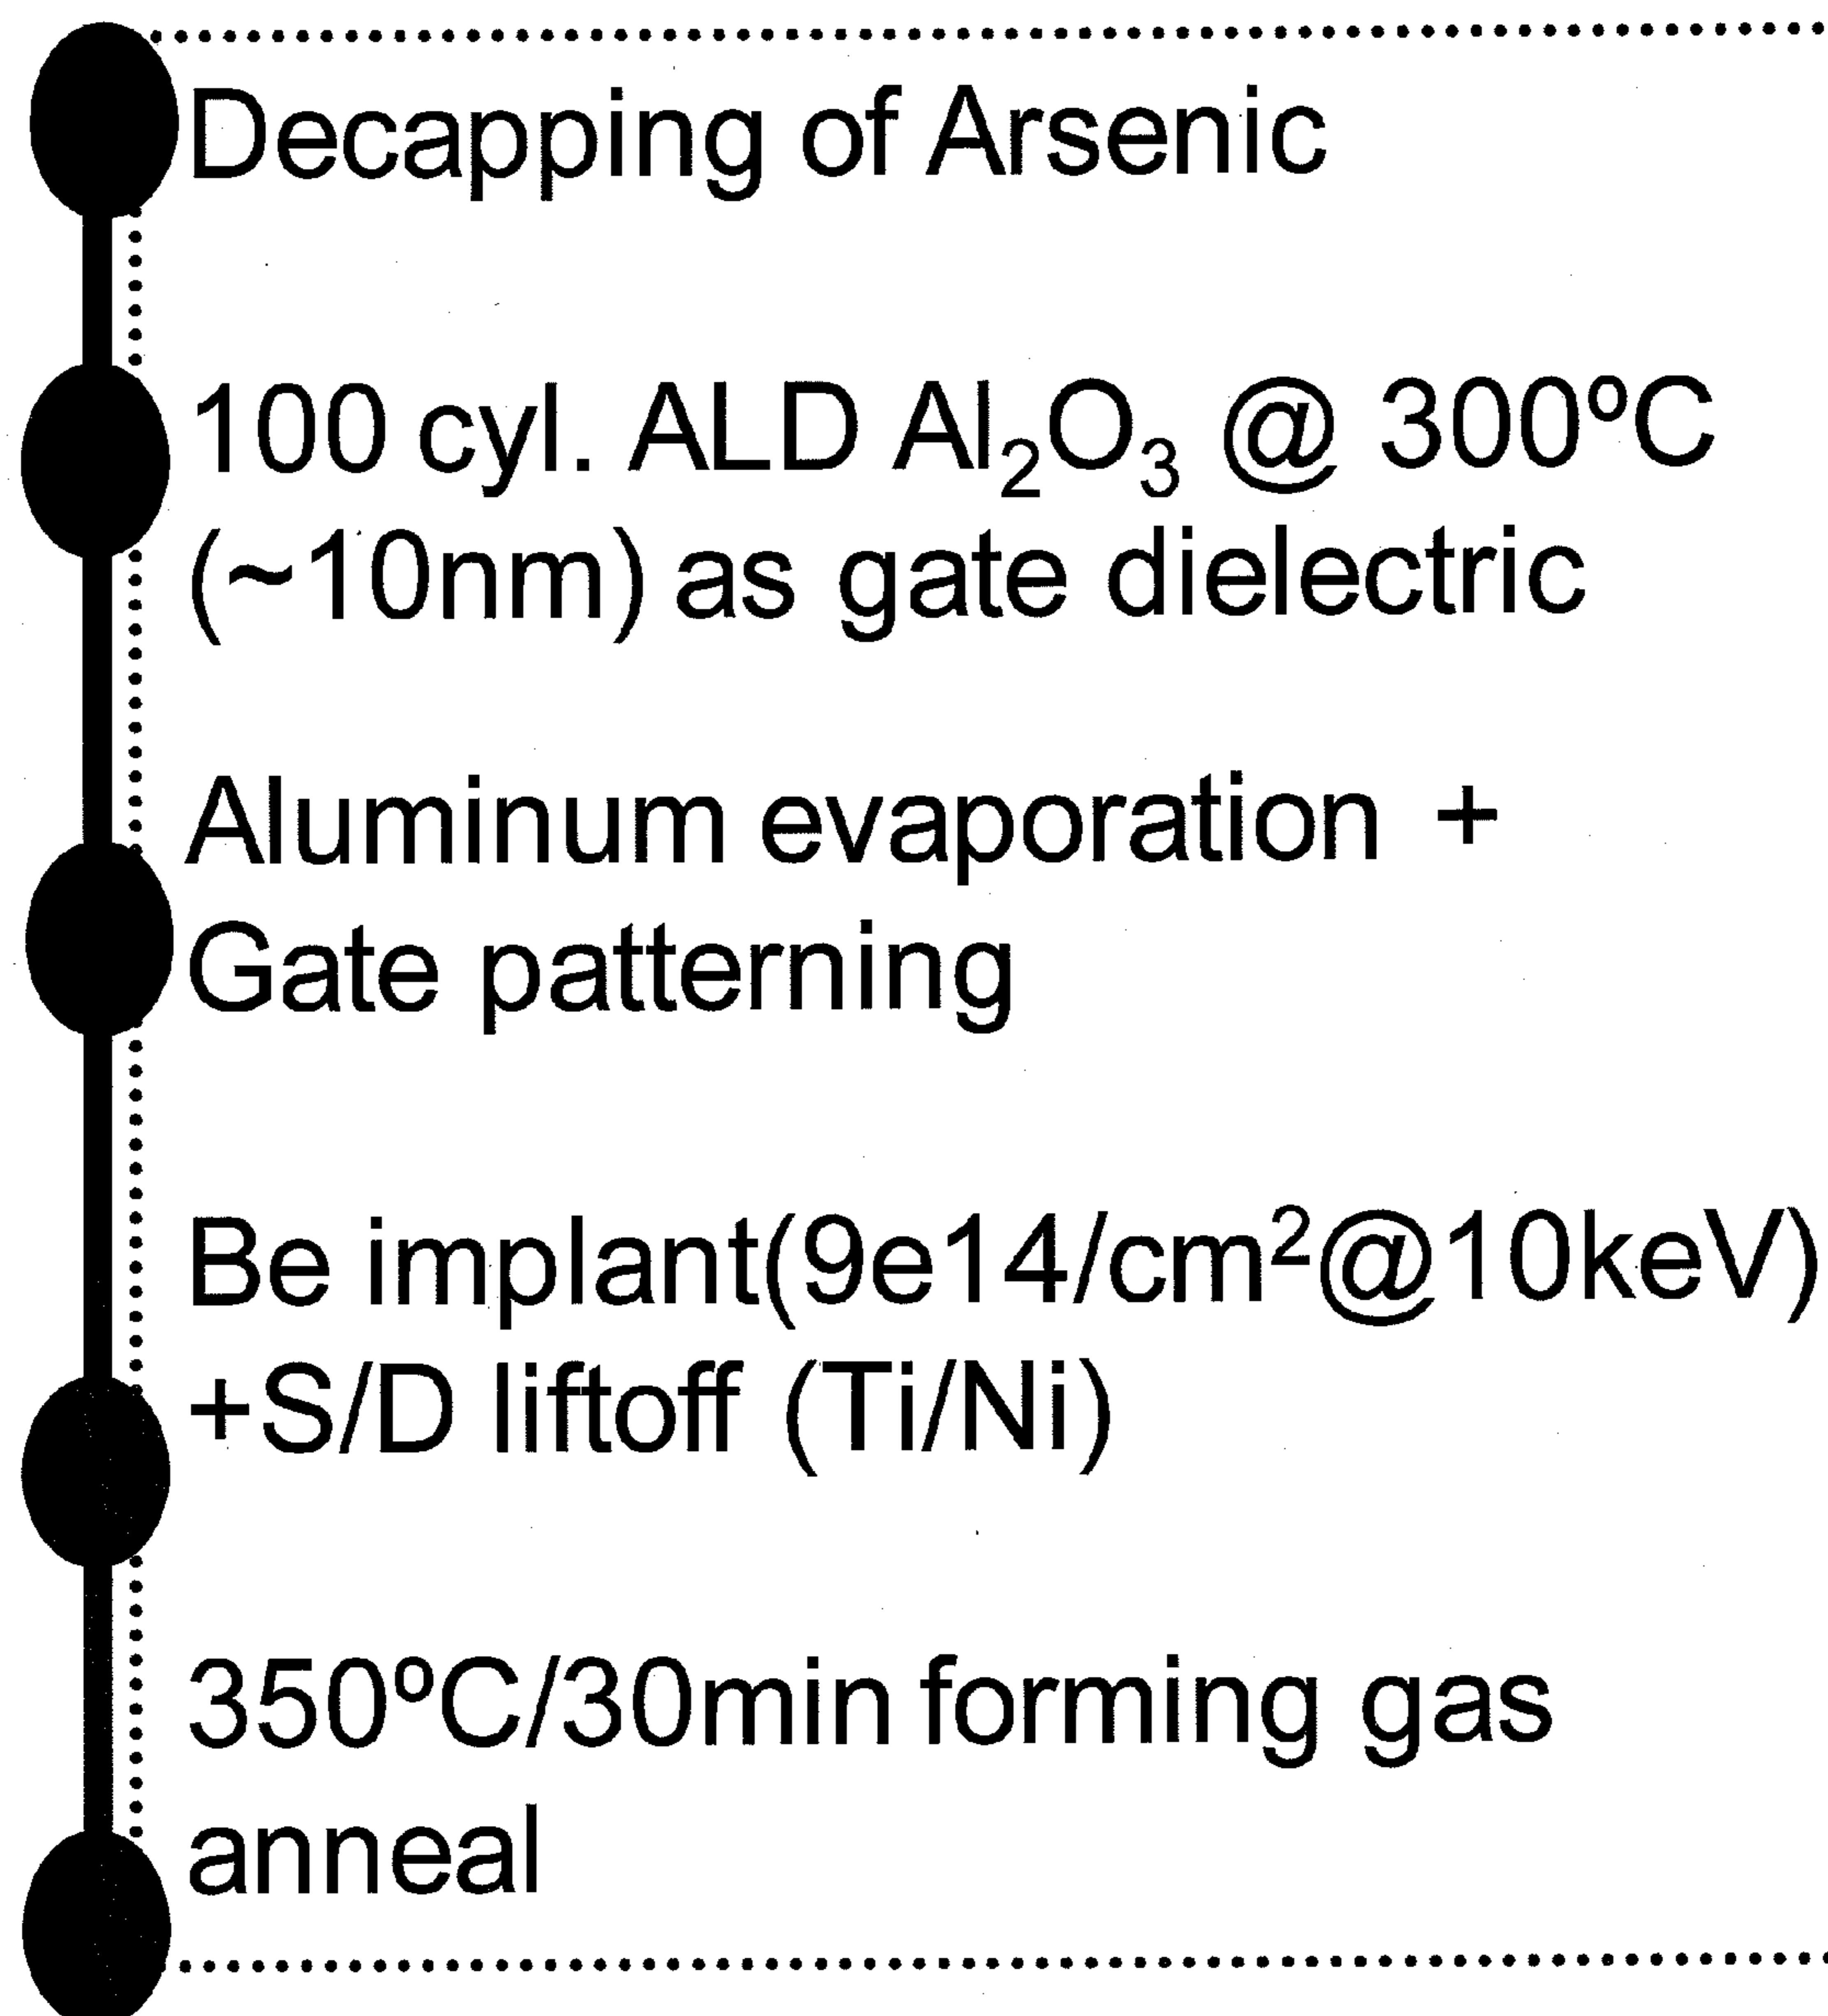 Decapping of Arsenic
100 cyl. ALD Al₂O₃ @ 300ºC
(~10nm) as gate dielectric
Aluminum evaporation +
Gate patterning
Be implant(9e14/cm²@10keV)
+S/D liftoff (Ti/Ni)
350ºC/30min forming gas
anneal